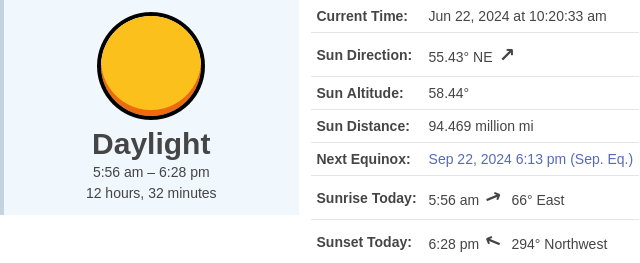 Daylight
5:56 am – 6:28 pm
12 hours, 32 minutes
Current Time: Jun 22, 2024 at 10:20:33 am
Sun Direction: 55.43° NE ↗
Sun Altitude: 58.44°
Sun Distance: 94.469 million mi
Next Equinox: Sep 22, 2024 6:13 pm (Sep. Eq.)
Sunrise Today: 5:56 am 66° East
Sunset Today: 6:28 pm 294° Northwest